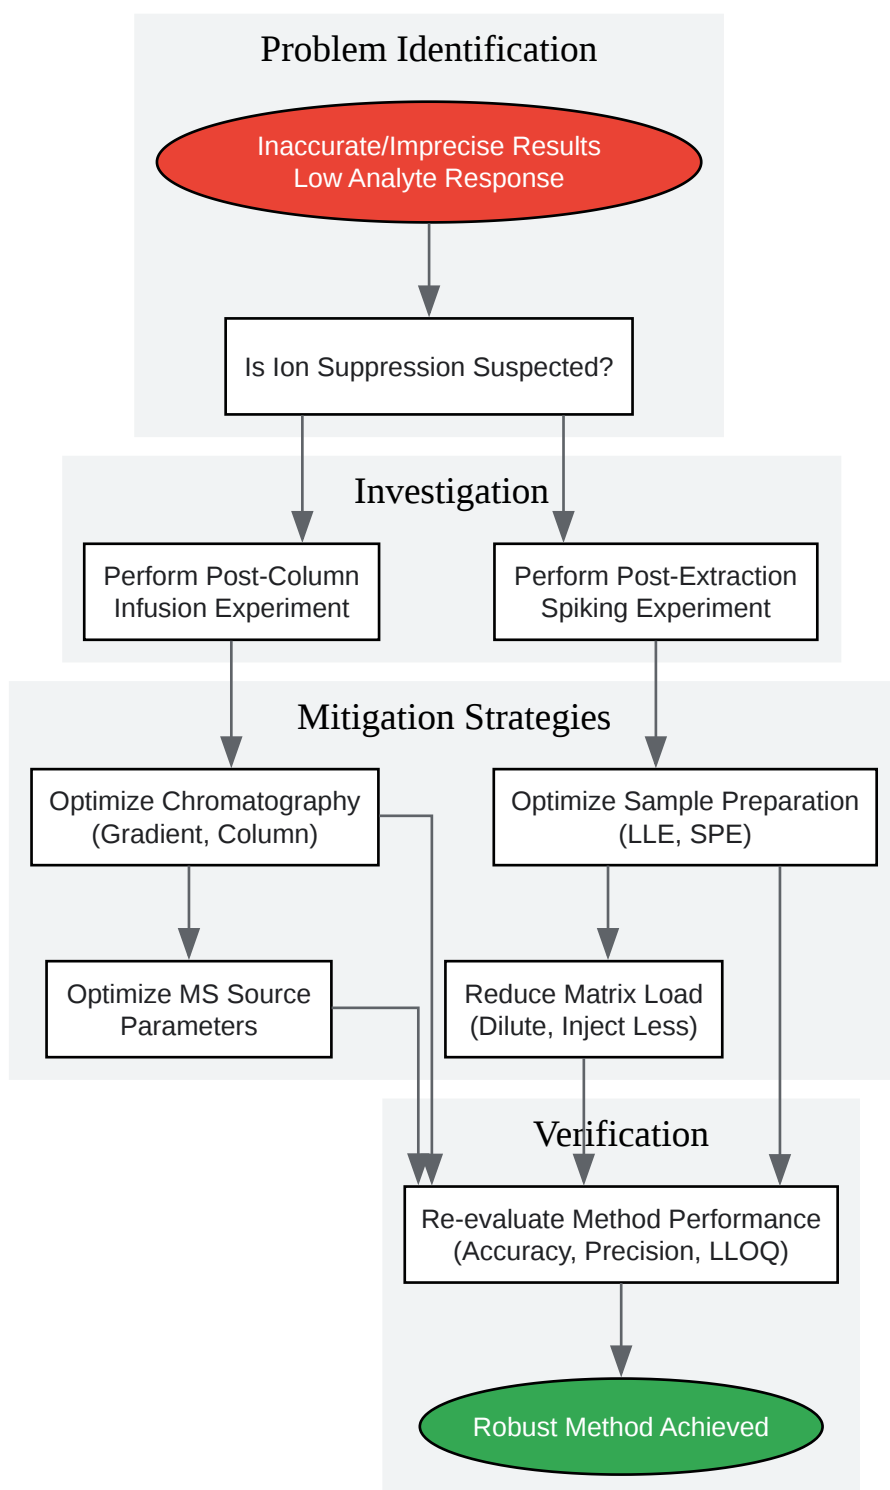 Problem Identification
Inaccurate/Imprecise Results
Low Analyte Response
Is Ion Suppression Suspected?
Investigation
Perform Post-Column
Infusion Experiment
Perform Post-Extraction
Spiking Experiment
Mitigation Strategies
Optimize Chromatography
(Gradient, Column)
Optimize Sample Preparation
(LLE, SPE)
Optimize MS Source
Parameters
Reduce Matrix Load
(Dilute, Inject Less)
Verification
Re-evaluate Method Performance
(Accuracy, Precision, LLOQ)
Robust Method Achieved